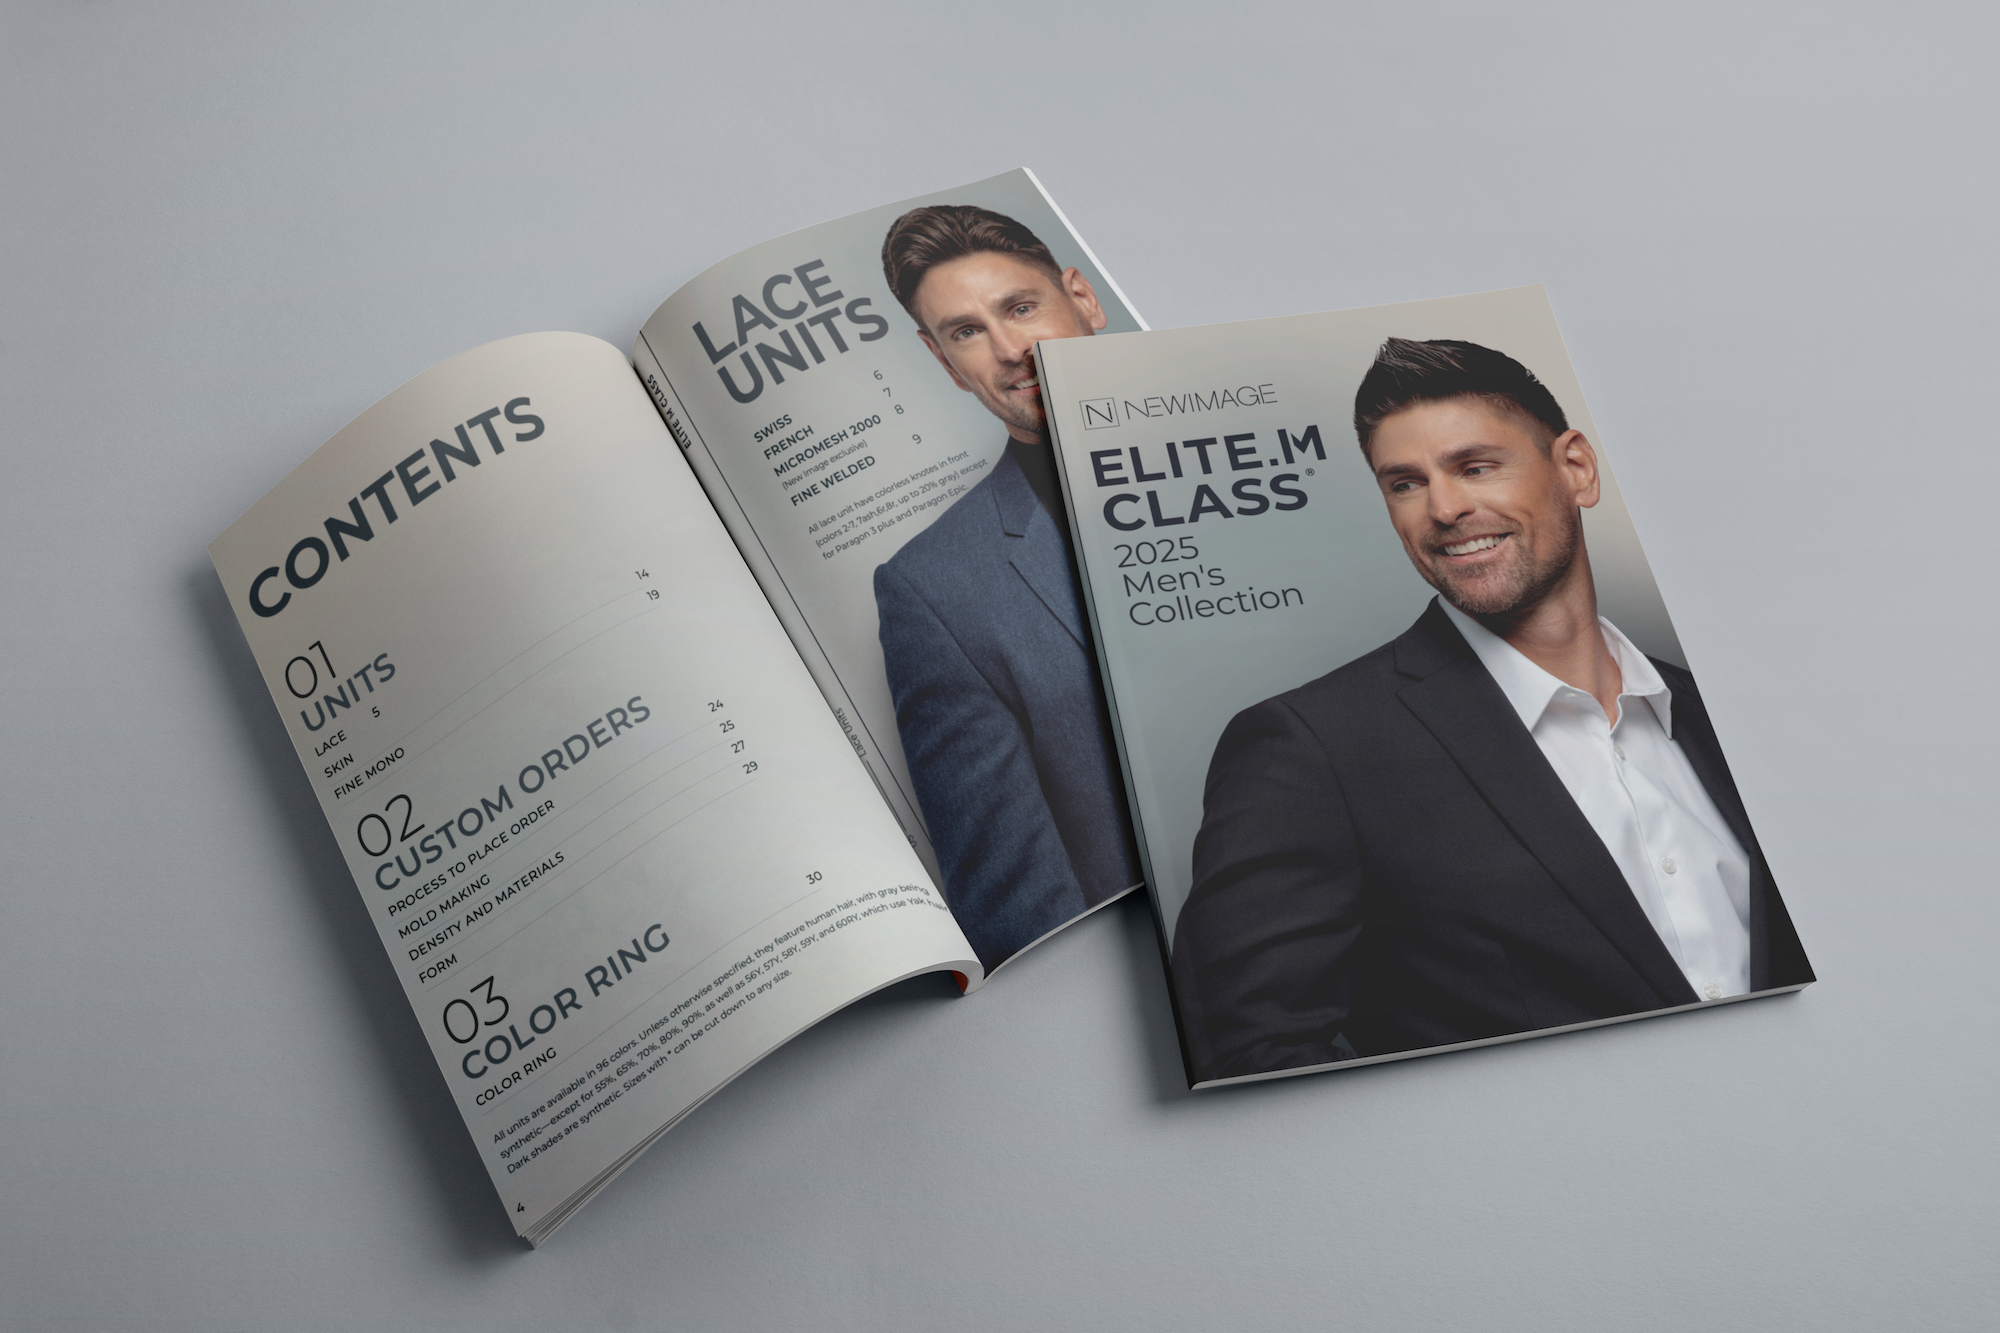 CONTENTS
01
UNITS
LACE 5
SKIN 14
FINE MONO 19
02
CUSTOM ORDERS
PROCESS TO PLACE ORDER 24
MOLD MAKING 25
DENSITY AND MATERIALS 27
FORM 29
03
COLOR RING
COLOR RING 30
All units are available in 96 colors. Unless otherwise specified, they feature human hair, with gray being
synthetic—except for 55%, 65%, 70%, 80%, 90%, as well as 56Y, 57Y, 58Y, 59Y, and 60RY, which use Yak hair
Dark shades are synthetic. Sizes with * can be cut down to any size.
4
ELITE M CLASS
LACE
UNITS
SWISS 6
FRENCH 7
MICROMESH 2000 8
(New Image exclusive)
FINE WELDED 9
All lace unit have colorless knotes in front
(colors 2-7, 7ash,6r,8r, up to 20% gray) except
for Paragon 3 plus and Paragon Epic.
Lace Units
5
Ni NEWIMAGE
ELITE.M
CLASS®
2025
Men's
Collection